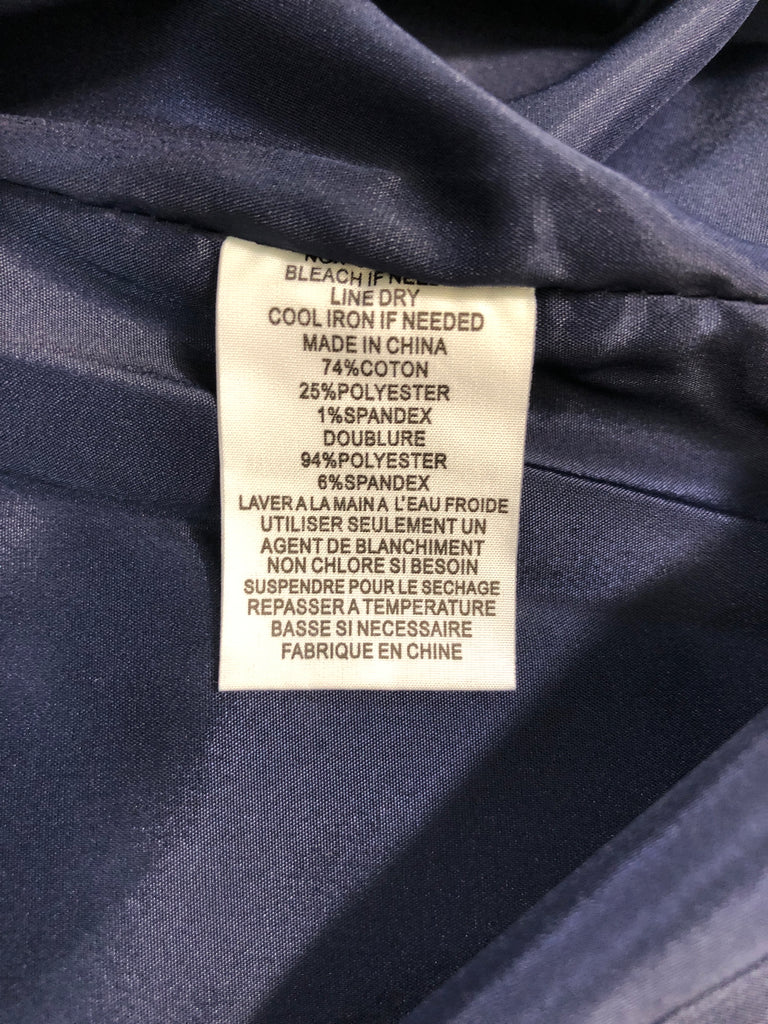 BLEACH IF
LINE DRY
COOL IRON IF NEEDED
MADE IN CHINA
74%COTON
25%POLYESTER
1%SPANDEX
DOUBLURE
94%POLYESTER
6%SPANDEX
LAVER A LA MAIN A L'EAU FROIDE
UTILISER SEULEMENT UN
AGENT DE BLANCHIMENT
NON CHLORE SI BESOIN
SUSPENDRE POUR LE SECHAGE
REPASSER A TEMPERATURE
BASSE SI NECESSAIRE
FABRIQUE EN CHINE